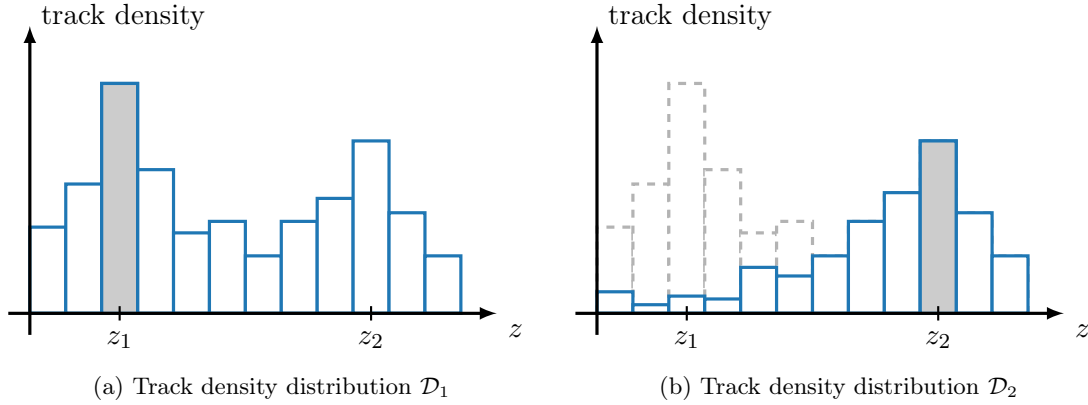 track density
z₁
z₂
z
(a) Track density distribution 𝒟₁
track density
z₁
z₂
z
(b) Track density distribution 𝒟₂